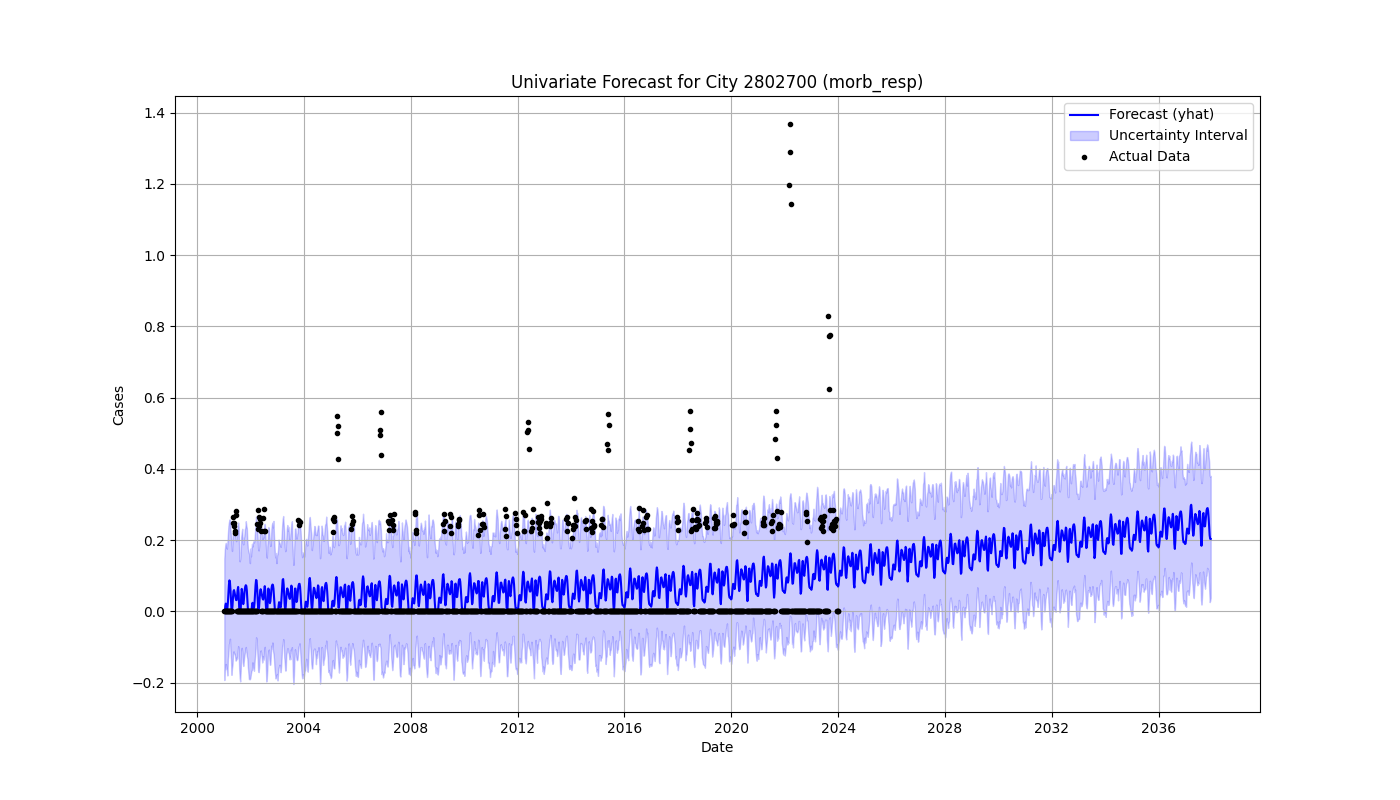 Univariate Forecast for City 2802700 (morb_resp)
Forecast (yhat)
Uncertainty Interval
Actual Data
Cases
1.4
1.2
1.0
0.8
0.6
0.4
0.2
0.0
−0.2
2000 2004 2008 2012 2016 2020 2024 2028 2032 2036
Date